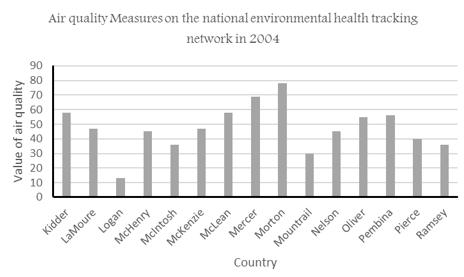 Air quality Measures on the national environmental health tracking
network in 2004
Value of air quality
90
80
70
60
50
40
30
20
10
0
Kidder
LaMoure
Logan
McHenry
McIntosh
McKenzie
McLean
Mercer
Morton
Mountrail
Nelson
Oliver
Pembina
Pierce
Ramsey
Country